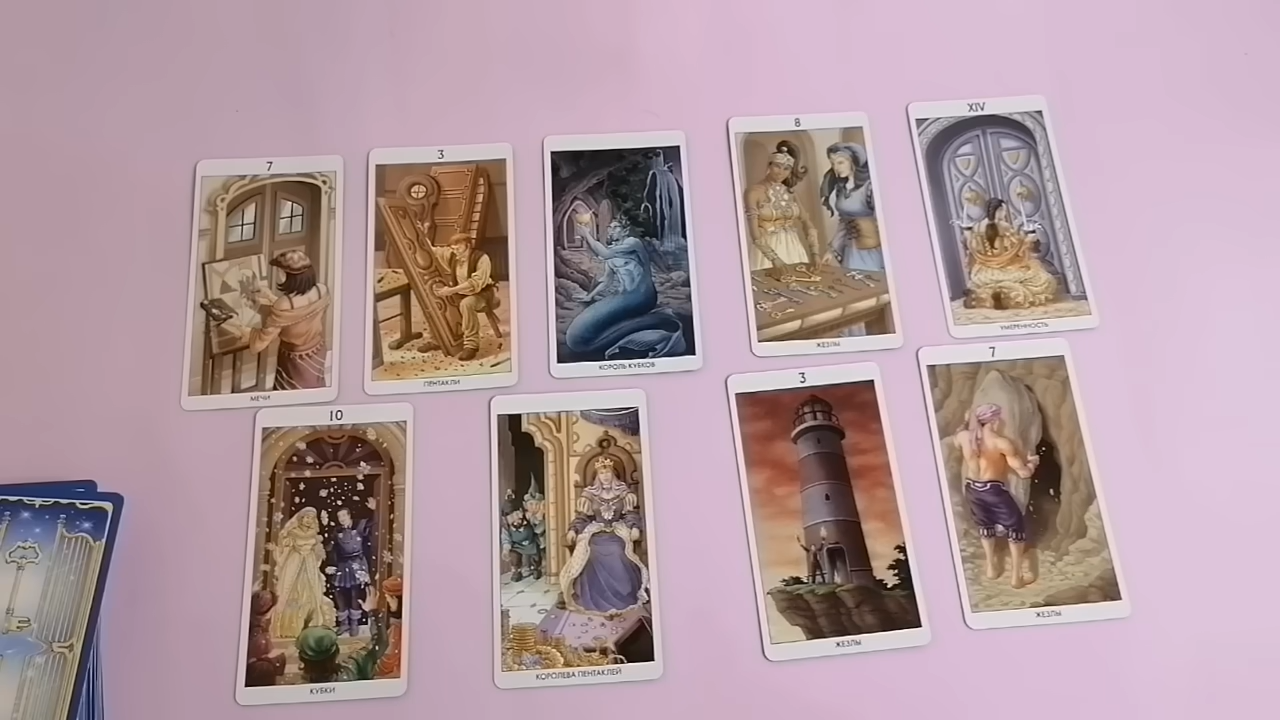 7
МЕЧИ
3
ПЕНТАКЛИ
КОРОЛЬ КУБКОВ
8
ЖЕЗЛЫ
XIV
УМЕРЕННОСТЬ
10
КУБКИ
КОРОЛЕВА ПЕНТАКЛЕЙ
3
ЖЕЗЛЫ
7
ЖЕЗЛЫ